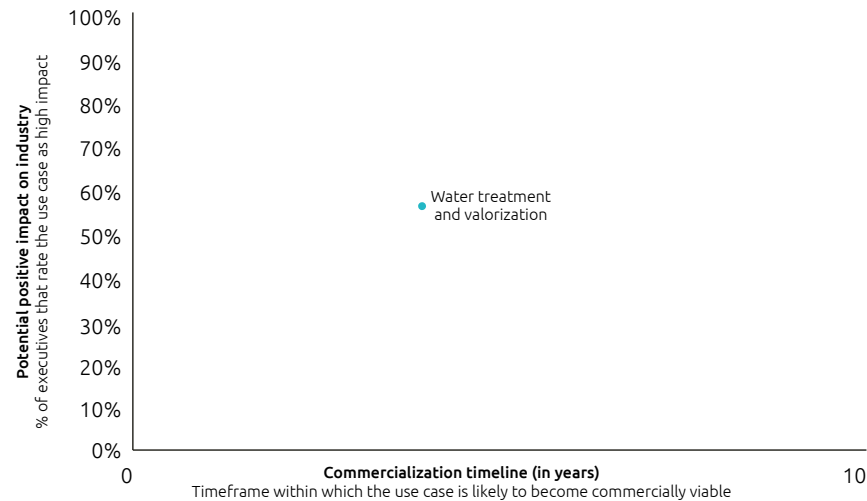 100%
90%
80%
70%
60%
50%
40%
30%
20%
10%
0%
Potential positive impact on industry
% of executives that rate the use case as high impact
Water treatment
and valorization
0
10
Commercialization timeline (in years)
Timeframe within which the use case is likely to become commercially viable